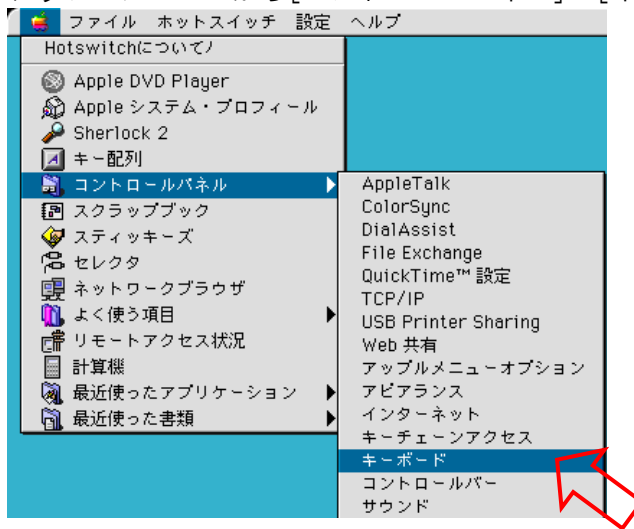 ファイル ホットスイッチ 設定 ヘルプ
Hotswitchについて/
Apple DVD Player
Apple システム・プロフィール
Sherlock 2
キー配列
コントロールパネル
スクラップブック
スティッキーズ
セレクタ
ネットワークブラウザ
よく使う項目
リモートアクセス状況
計算機
最近使ったアプリケーション
最近使った書類
AppleTalk
ColorSync
DialAssist
File Exchange
QuickTime™ 設定
TCP/IP
USB Printer Sharing
Web 共有
アップルメニューオプション
アピアランス
インターネット
キーチェーンアクセス
キーボード
コントロールバー
サウンド